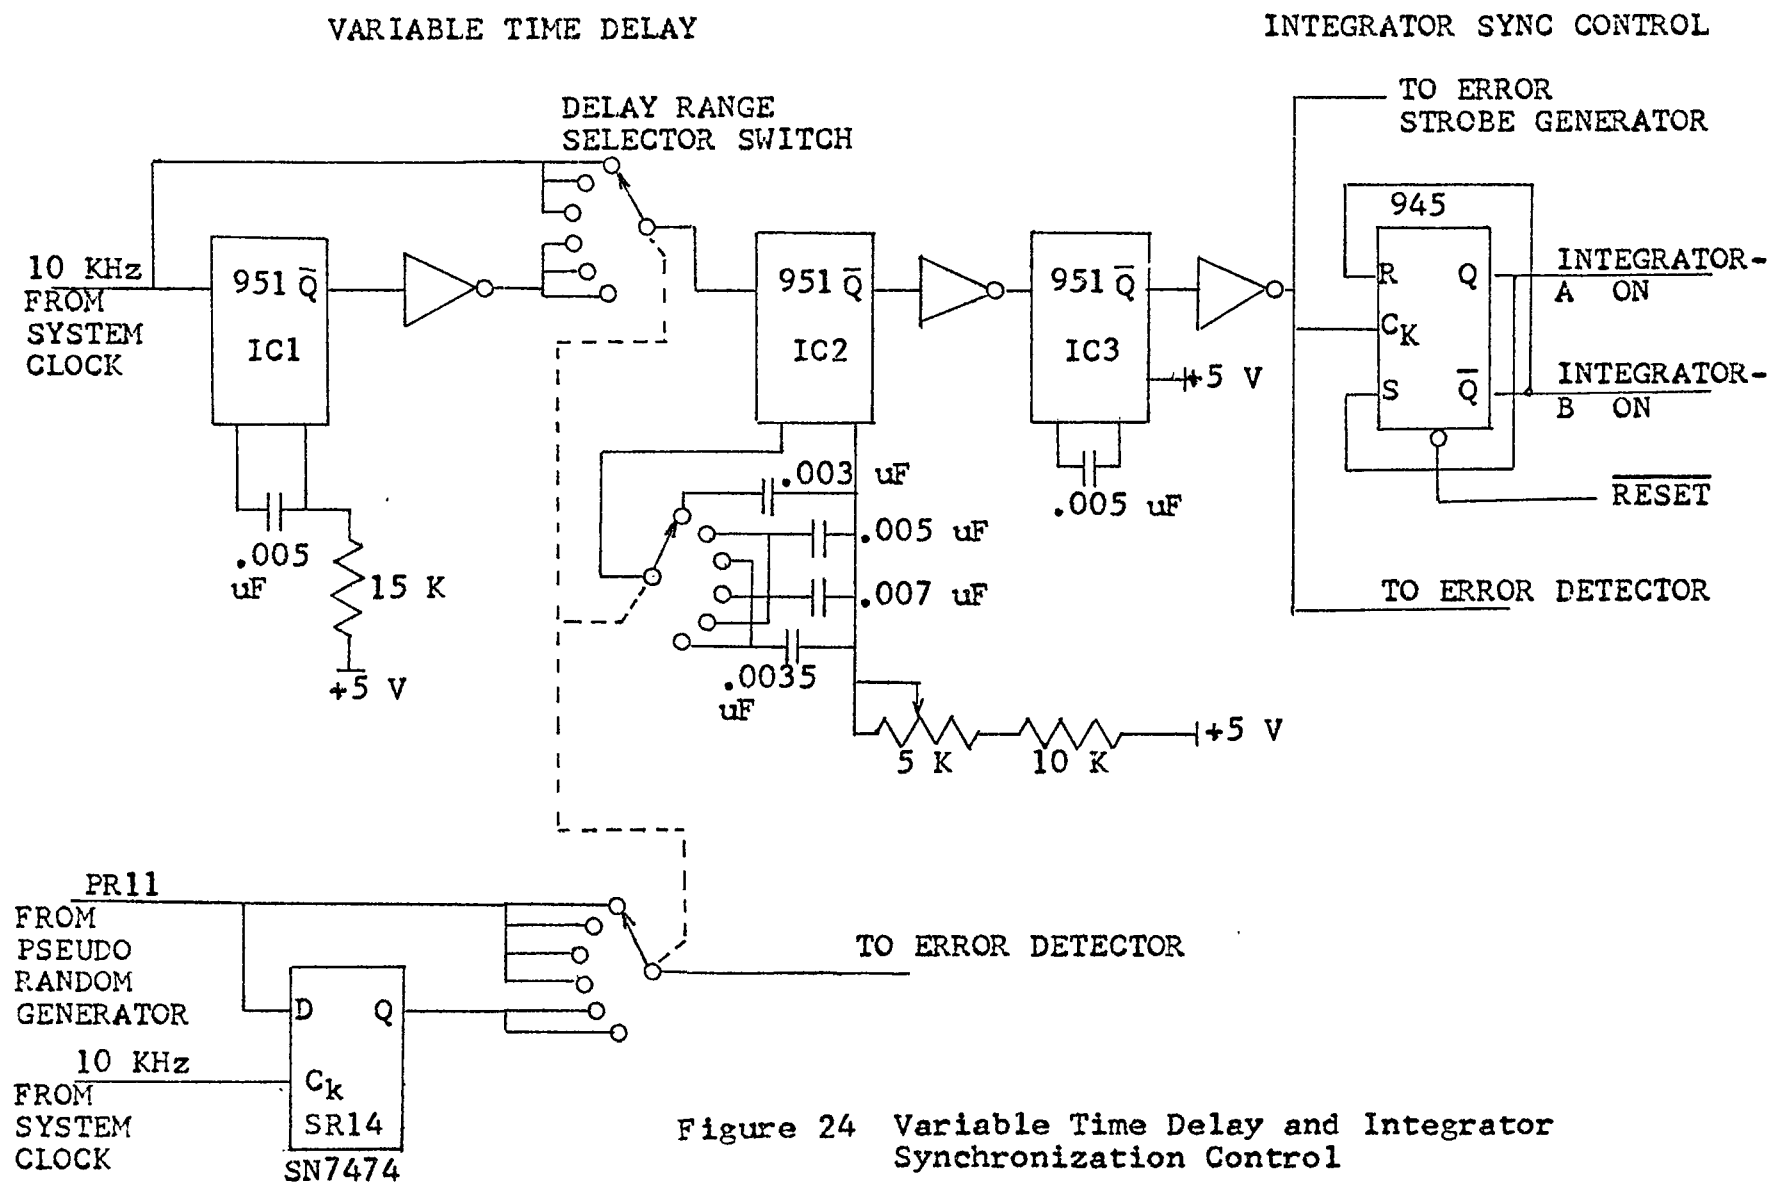 VARIABLE TIME DELAY
INTEGRATOR SYNC CONTROL
DELAY RANGE
SELECTOR SWITCH
TO ERROR
STROBE GENERATOR
10 KHz
FROM
SYSTEM
CLOCK
951 Q̅
IC1
951 Q̅
IC2
951 Q̅
IC3
+5 V
945
R Q
CK
S Q̅
INTEGRATOR-
A ON
INTEGRATOR-
B ON
RESET
.005
uF
15 K
+5 V
.003 uF
.005 uF
.007 uF
.0035
uF
.005 uF
5 K
10 K
+5 V
TO ERROR DETECTOR
PR11
FROM
PSEUDO
RANDOM
GENERATOR
D Q
Ck
SR14
SN7474
10 KHz
FROM
SYSTEM
CLOCK
TO ERROR DETECTOR
Figure 24 Variable Time Delay and Integrator
Synchronization Control